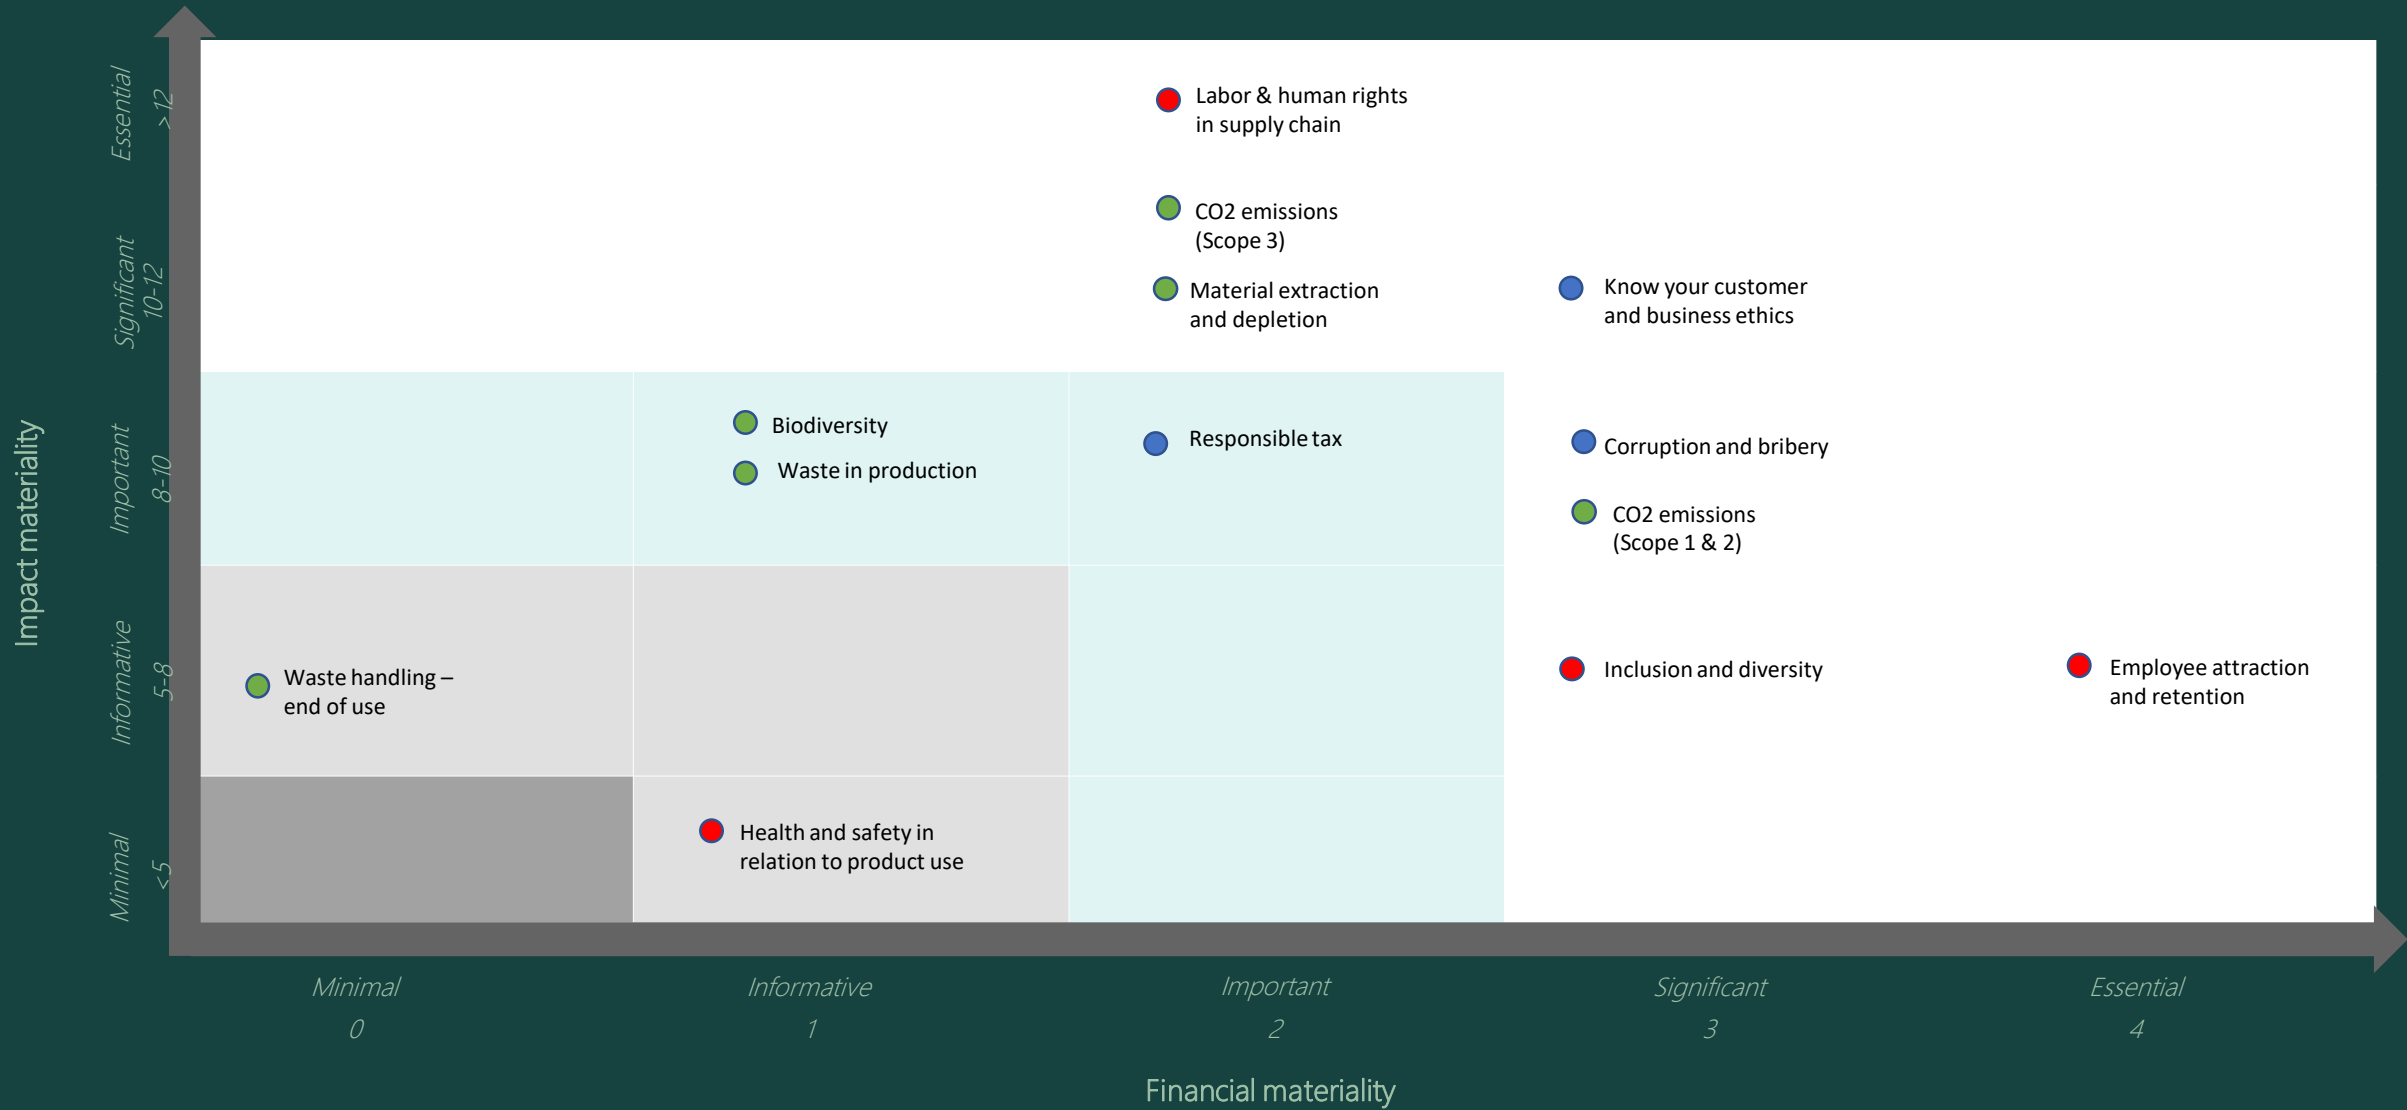 Impact materiality
Essential
>12
Significant
10-12
Important
8-10
Informative
5-8
Minimal
<5
Labor & human rights
in supply chain
CO2 emissions
(Scope 3)
Material extraction
and depletion
Know your customer
and business ethics
Biodiversity
Waste in production
Responsible tax
Corruption and bribery
CO2 emissions
(Scope 1 & 2)
Waste handling –
end of use
Inclusion and diversity
Employee attraction
and retention
Health and safety in
relation to product use
Minimal
0
Informative
1
Important
2
Significant
3
Essential
4
Financial materiality